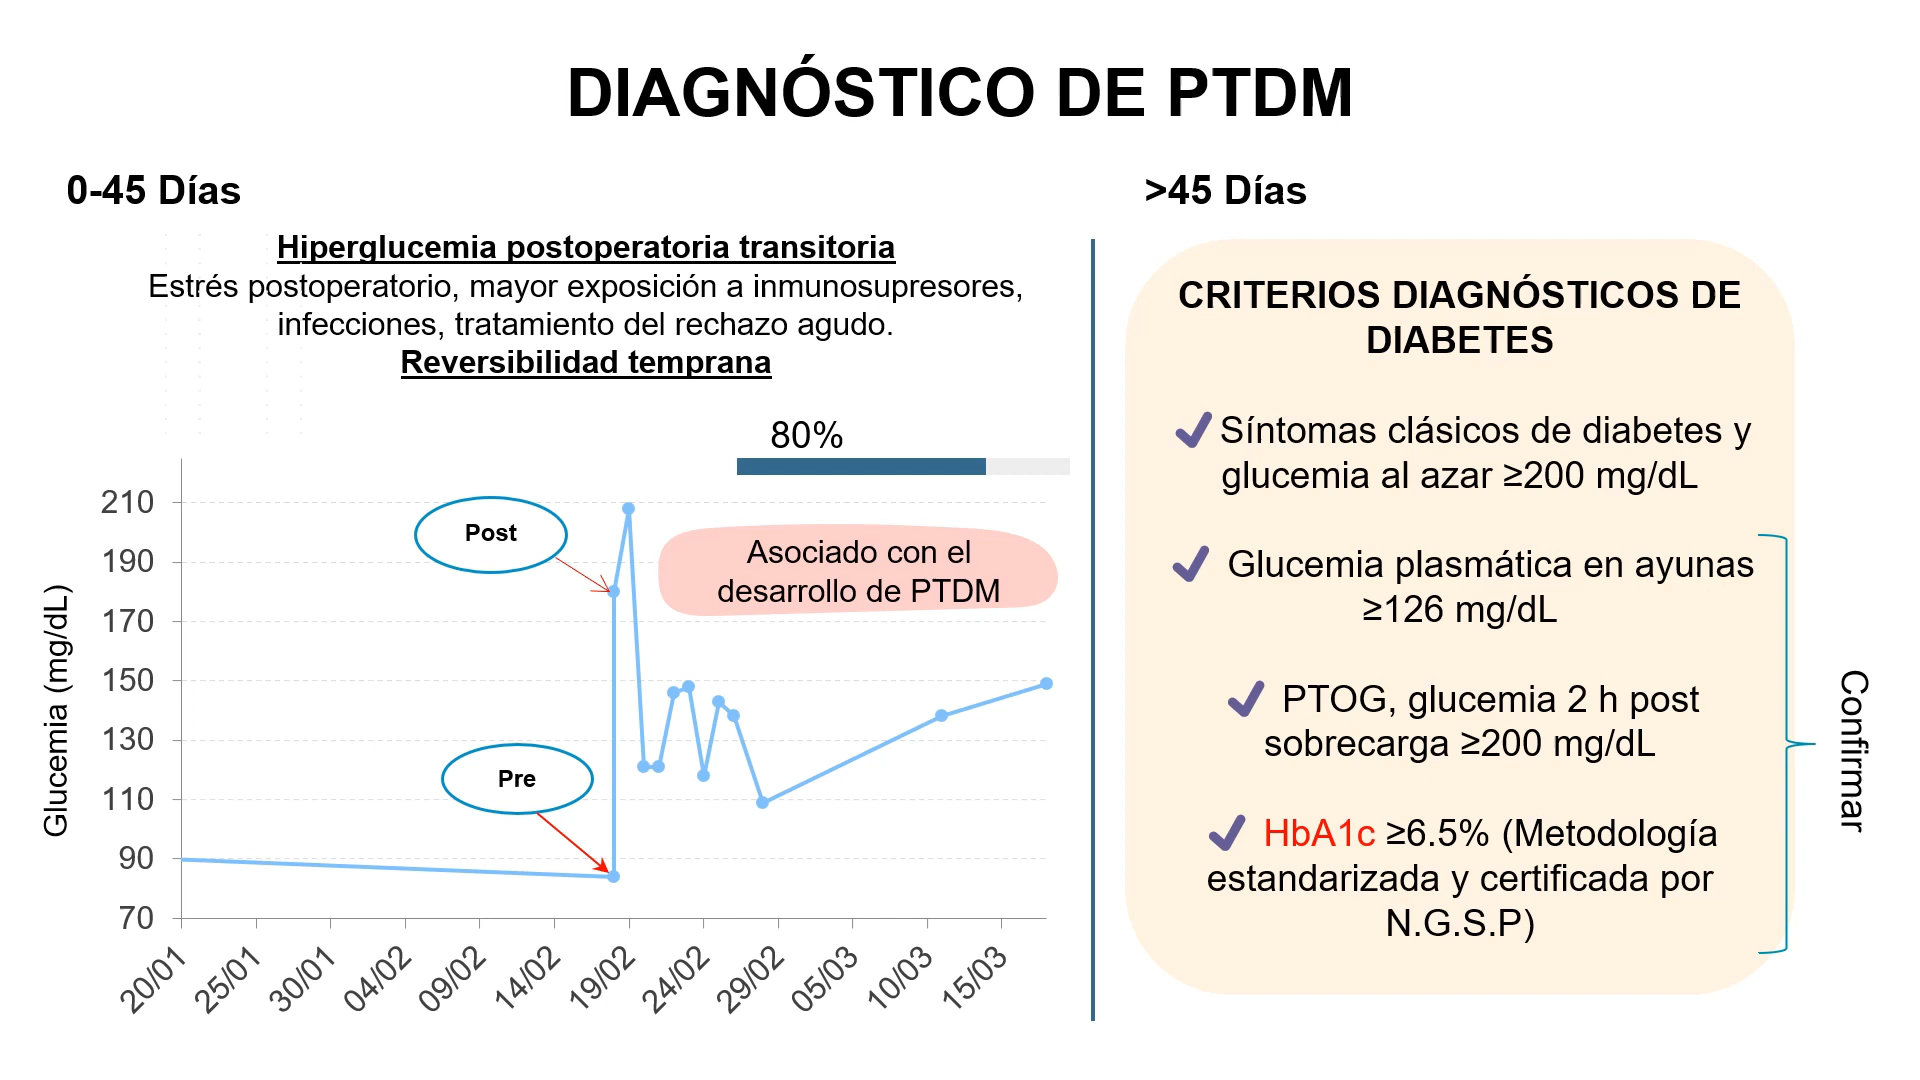 DIAGNÓSTICO DE PTDM
0-45 Días
Hiperglucemia postoperatoria transitoria
Estrés postoperatorio, mayor exposición a inmunosupresores,
infecciones, tratamiento del rechazo agudo.
Reversibilidad temprana
80%
Asociado con el
desarrollo de PTDM
Post
Pre
Glucemia (mg/dL)
210
190
170
150
130
110
90
70
20/01
25/01
30/01
04/02
09/02
14/02
19/02
24/02
29/02
05/03
10/03
15/03
>45 Días
CRITERIOS DIAGNÓSTICOS DE
DIABETES
Síntomas clásicos de diabetes y
glucemia al azar ≥200 mg/dL
Glucemia plasmática en ayunas
≥126 mg/dL
PTOG, glucemia 2 h post
sobrecarga ≥200 mg/dL
HbA1c ≥6.5% (Metodología
estandarizada y certificada por
N.G.S.P)
Confirmar